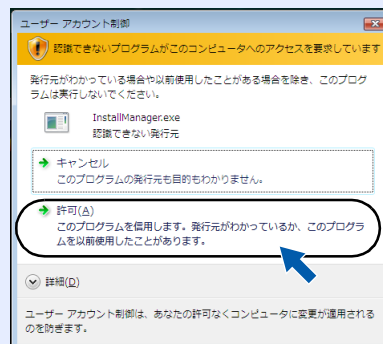 ユーザー アカウント制御
認識できないプログラムがこのコンピュータへのアクセスを要求しています
発行元がわかっている場合や以前使用したことがある場合を除き、このプログ
ラムは実行しないでください。
InstallManager.exe
認識できない発行元
キャンセル
このプログラムの発行元も目的もわかりません。
許可(A)
このプログラムを信用します。発行元がわかっているか、このプログラ
ムを以前使用したことがあります。
詳細(D)
ユーザー アカウント制御は、あなたの許可なくコンピュータに変更が適用される
のを防ぎます。